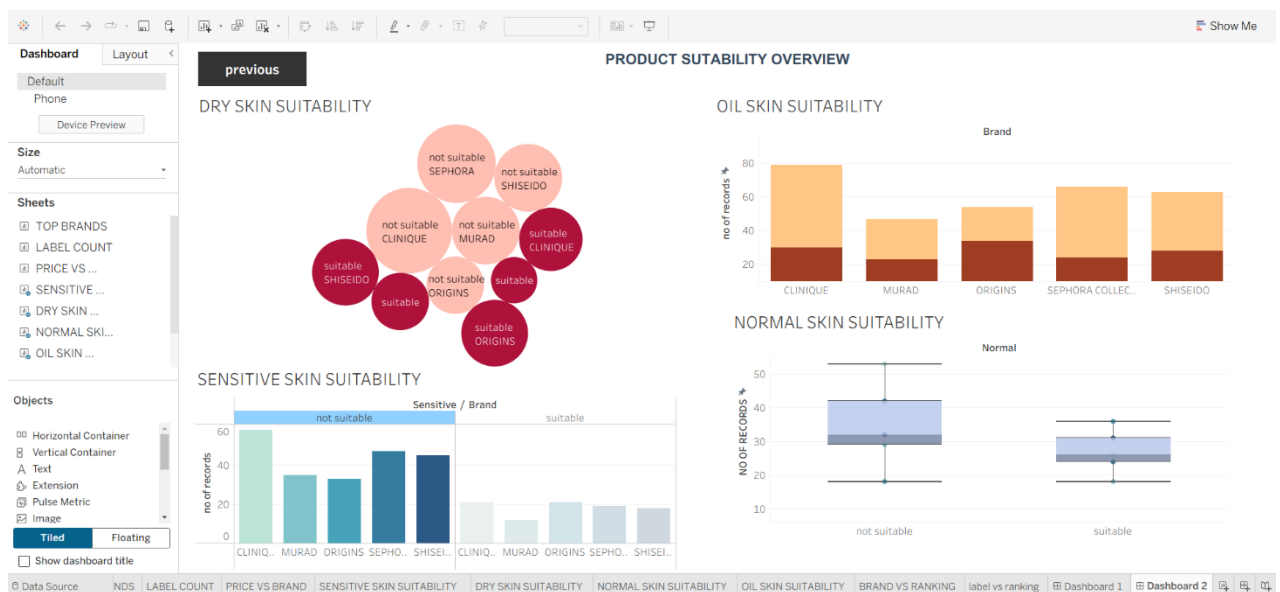 Show Me
Dashboard
Layout
Default
Phone
Device Preview
Size
Automatic
Sheets
TOP BRANDS
LABEL COUNT
PRICE VS ...
SENSITIVE ...
DRY SKIN ...
NORMAL SKI...
OIL SKIN ...
Objects
Horizontal Container
Vertical Container
A Text
Extension
Pulse Metric
Image
Tiled
Floating
Show dashboard title
previous
PRODUCT SUTABILITY OVERVIEW
DRY SKIN SUITABILITY
not suitable
SEPHORA
not suitable
SHISEIDO
not suitable
CLINIQUE
not suitable
MURAD
suitable
CLINIQUE
suitable
SHISEIDO
not suitable
ORIGINS
suitable
suitable
suitable
ORIGINS
OIL SKIN SUITABILITY
Brand
no of records
80
60
40
20
CLINIQUE
MURAD
ORIGINS
SEPHORA COLLEC...
SHISEIDO
SENSITIVE SKIN SUITABILITY
Sensitive / Brand
not suitable
suitable
no of records
60
40
20
0
CLINIQ.. MURAD ORIGINS SEPHO.. SHISEI.. CLINIQ.. MURAD ORIGINS SEPHO.. SHISEI..
NORMAL SKIN SUITABILITY
Normal
NO OF RECORDS
50
40
30
20
10
not suitable
suitable
Data Source
NDS
LABEL COUNT
PRICE VS BRAND
SENSITIVE SKIN SUITABILITY
DRY SKIN SUITABILITY
NORMAL SKIN SUITABILITY
OIL SKIN SUITABILITY
BRAND VS RANKING
label vs ranking
Dashboard 1
Dashboard 2